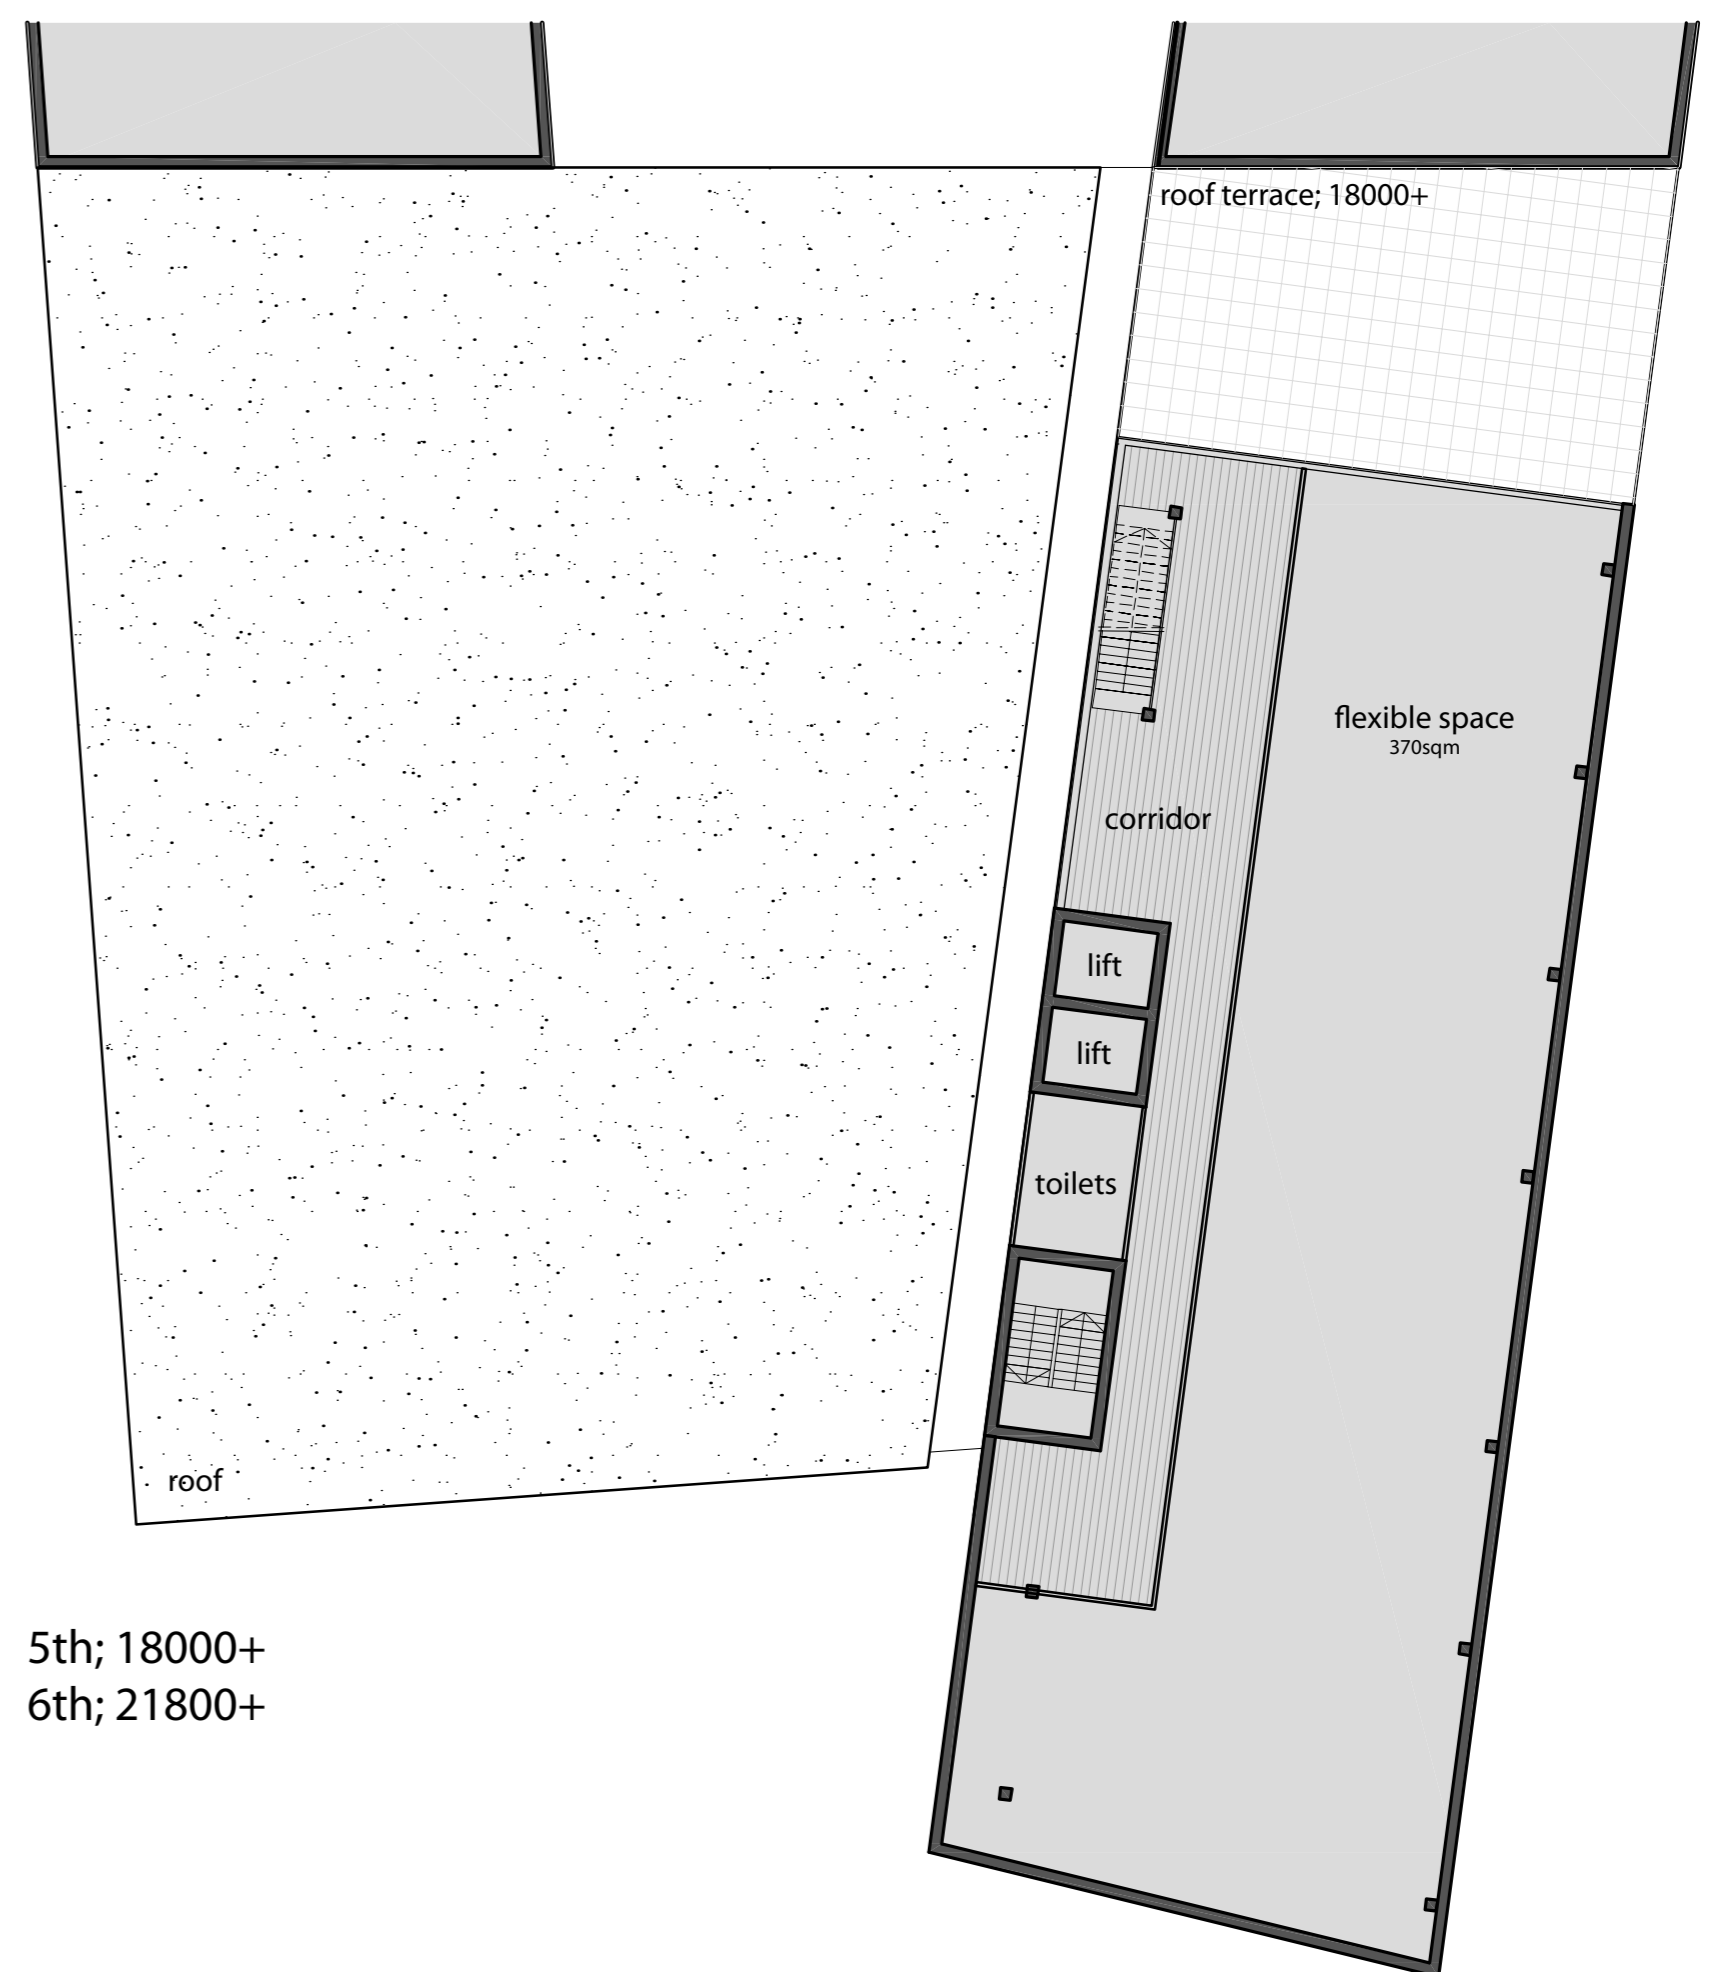 roof terrace; 18000+
flexible space
370sqm
corridor
lift
lift
toilets
roof
5th; 18000+
6th; 21800+